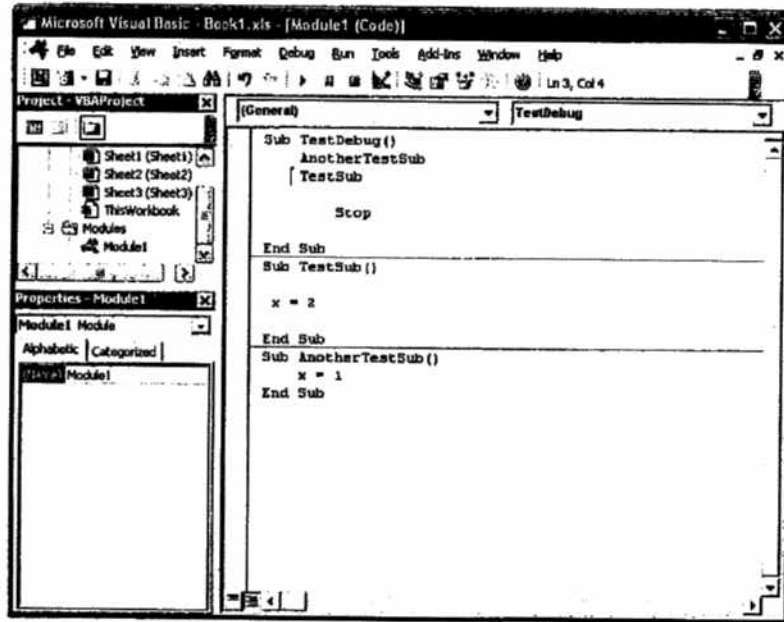 Microsoft Visual Basic - Book1.xls - [Module1 (Code)]
File Edit View Insert Format Debug Run Tools Add-Ins Window Help
Ln 3, Col 4
Project - VBAProject
Sheet1 (Sheet1)
Sheet2 (Sheet2)
Sheet3 (Sheet3)
ThisWorkbook
Modules
Module1
Properties - Module1
Module1 Module
Alphabetic Categorized
(Name) Module1
(General) TestDebug
Sub TestDebug()
AnotherTestSub
TestSub
Stop
End Sub
Sub TestSub()
x = 2
End Sub
Sub AnotherTestSub()
x = 1
End Sub